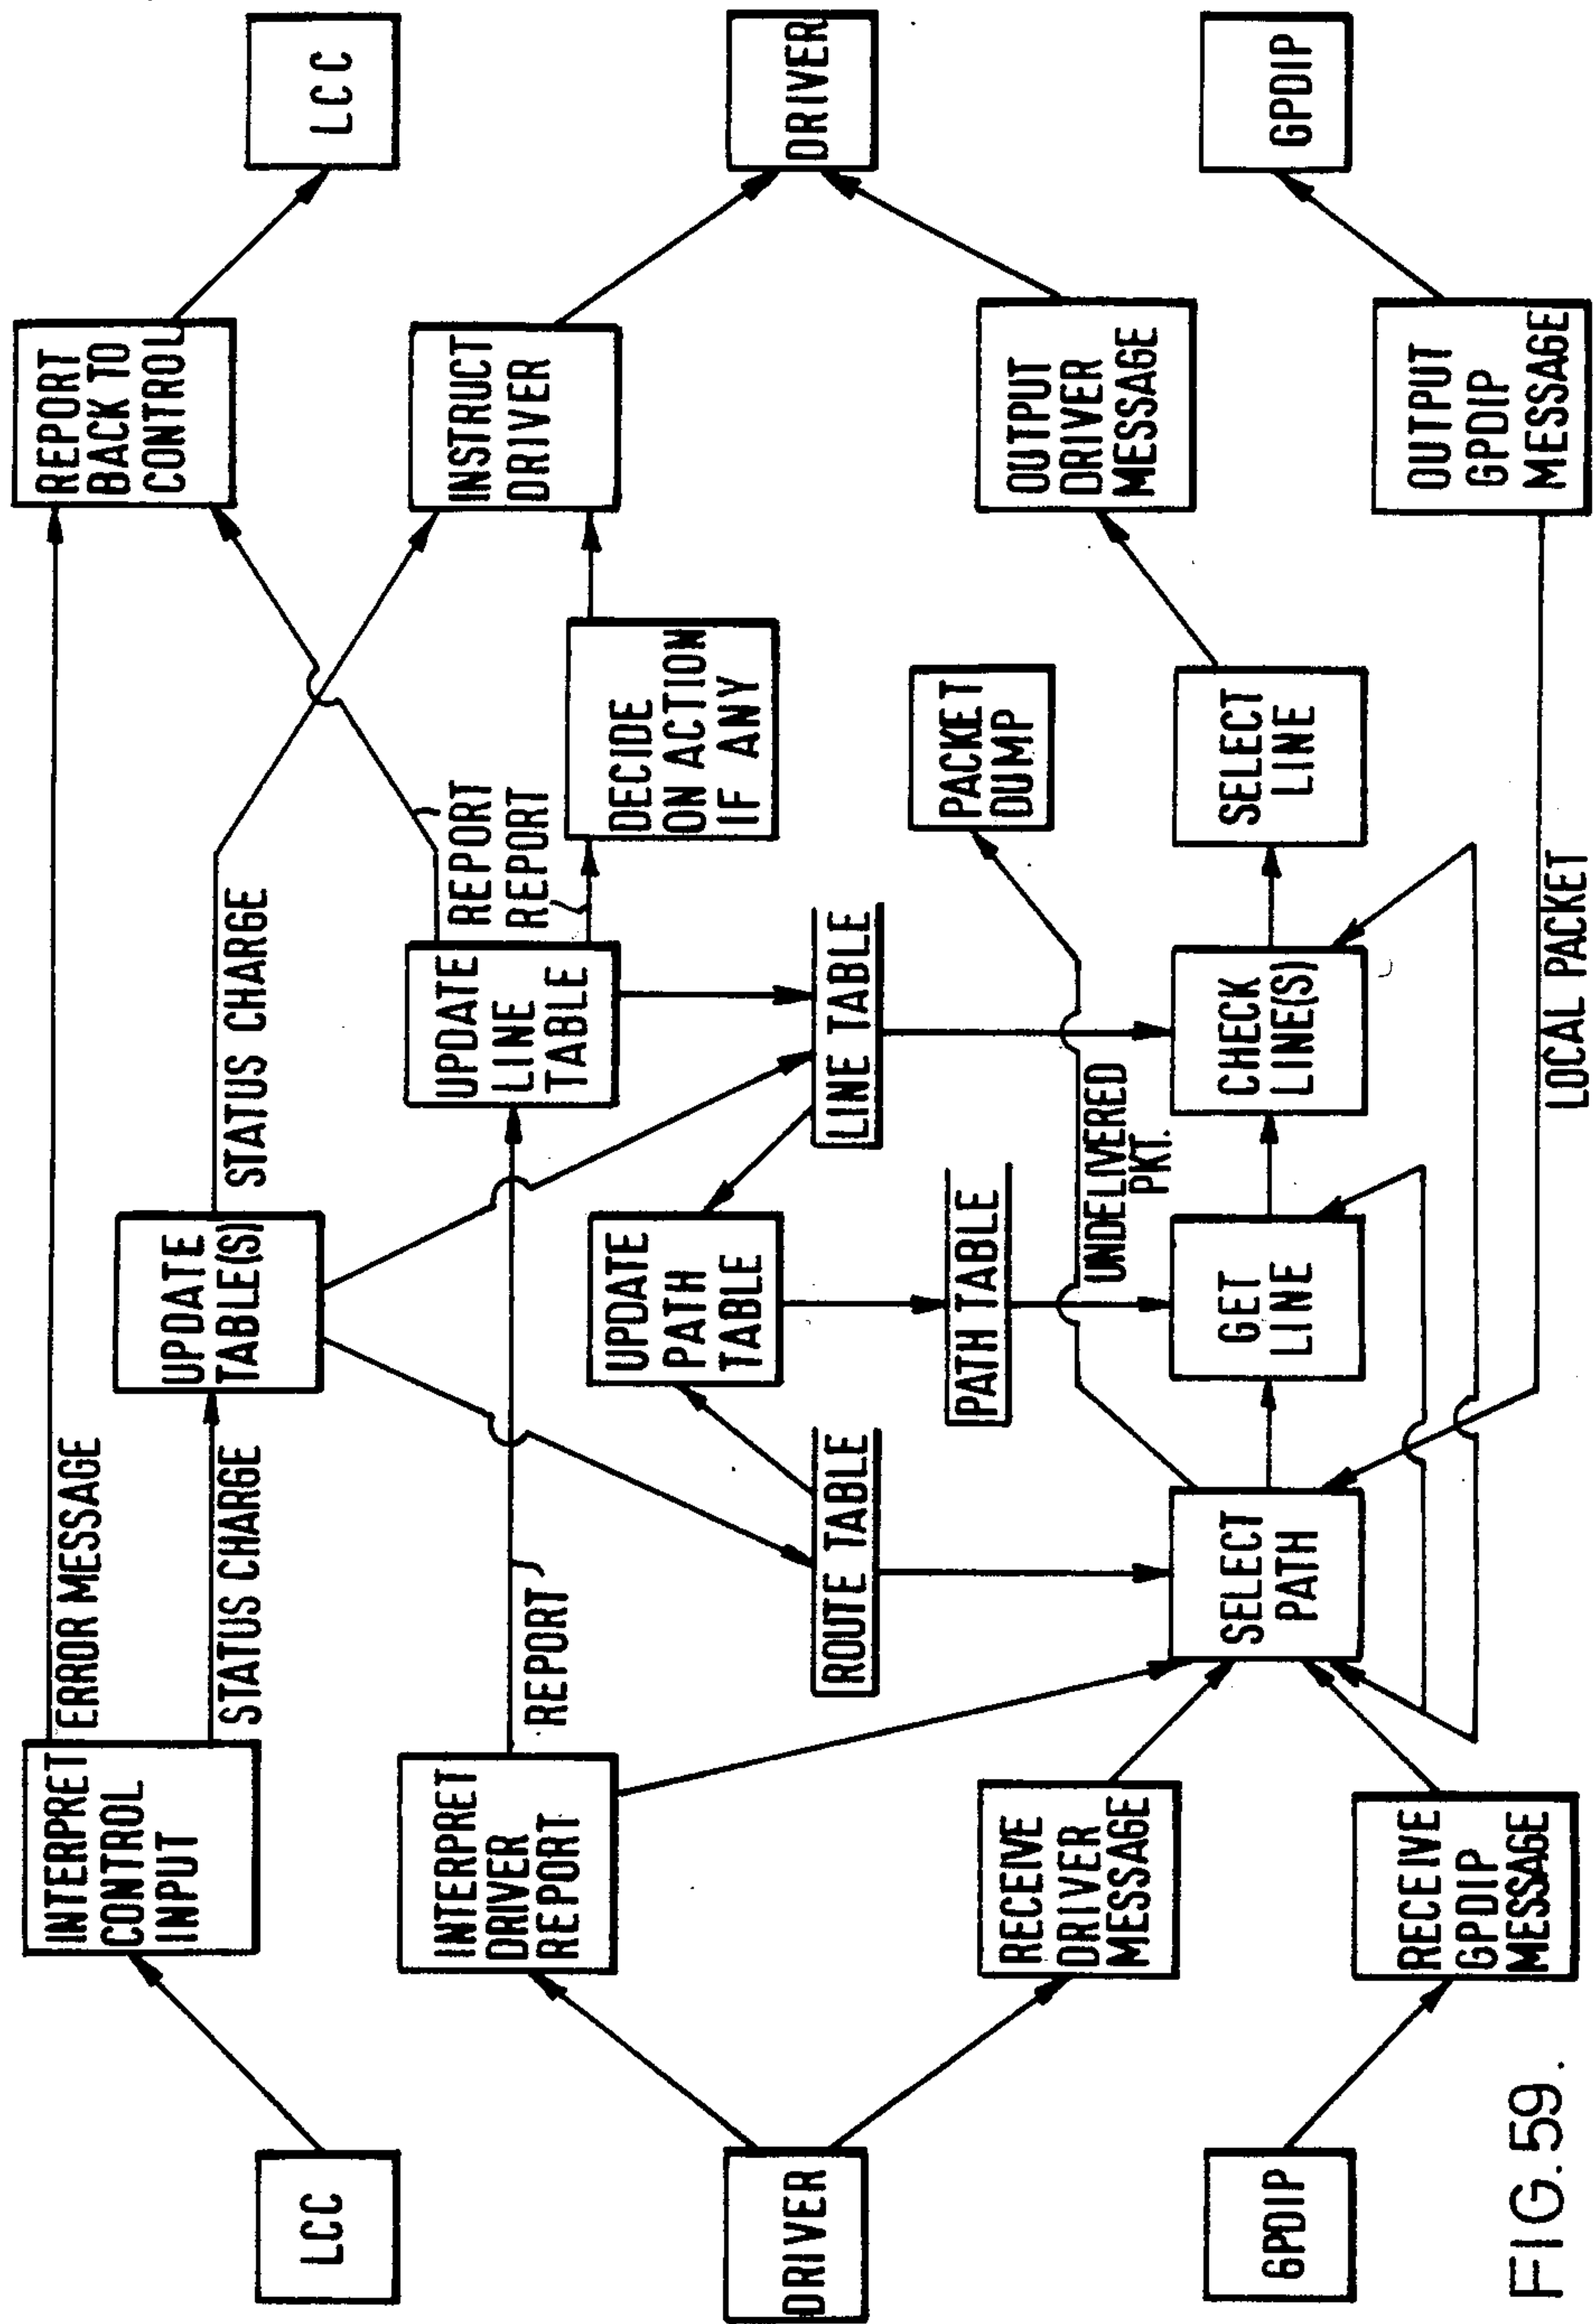 LCC
DRIVER
GPDIP
INTERPRET
CONTROL
INPUT
INTERPRET
DRIVER
REPORT
RECEIVE
DRIVER
MESSAGE
RECEIVE
GPDIP
MESSAGE
ERROR MESSAGE
STATUS CHARGE
REPORT
UPDATE
TABLE(S)
STATUS CHARGE
ROUTE TABLE
SELECT
PATH
UPDATE
PATH
TABLE
PATH TABLE
GET
LINE
UNDELIVERED
PKT.
UPDATE
LINE
TABLE
REPORT
REPORT
LINE TABLE
CHECK
LINE(S)
LOCAL PACKET
DECIDE
ON ACTION
IF ANY
PACKET
DUMP
SELECT
LINE
REPORT
BACK TO
CONTROL
INSTRUCT
DRIVER
OUTPUT
DRIVER
MESSAGE
OUTPUT
GPDIP
MESSAGE
LCC
DRIVER
GPDIP
FIG. 59.